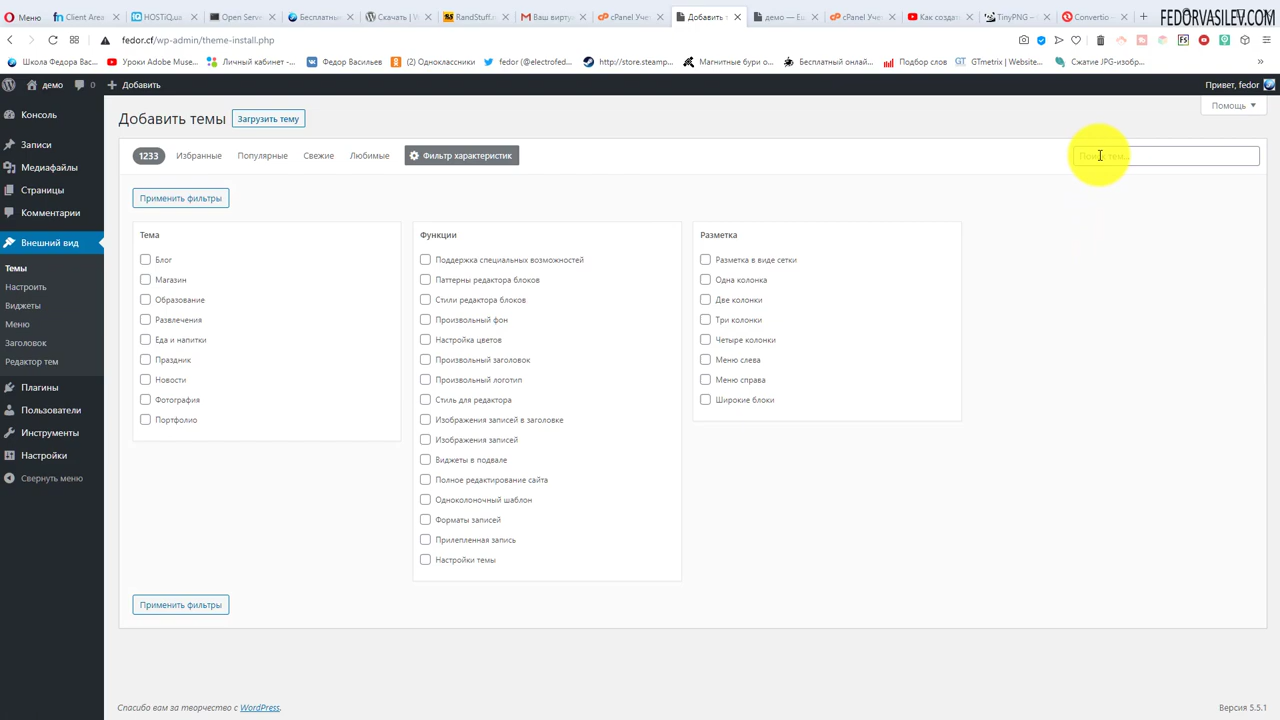 Меню
Client Area
HOSTiQ.ua
Open Serve
Бесплатны
Скачать | W
RandStuff.r
Ваш вирту
cPanel Уче
Добавить т
демо — Ещ
cPanel Уче
Как создат
TinyPNG –
Convertio
FEDORVASILEV.COM
fedor.cf/wp-admin/theme-install.php
Школа Федора Вас...
Уроки Adobe Muse...
Личный кабинет -...
Федор Васильев
(2) Одноклассники
fedor (@electrofed...
http://store.steamp...
Магнитные бури о...
Бесплатный онлай...
Подбор слов
GTmetrix | Website...
Сжатие JPG-изобр...
демо
0
Добавить
Привет, fedor
Консоль
Записи
Медиафайлы
Страницы
Комментарии
Внешний вид
Темы
Настроить
Виджеты
Меню
Заголовок
Редактор тем
Плагины
Пользователи
Инструменты
Настройки
Свернуть меню
Помощь
Добавить темы
Загрузить тему
1233
Избранные
Популярные
Свежие
Любимые
Фильтр характеристик
Поиск тем...
Применить фильтры
Тема
Блог
Магазин
Образование
Развлечения
Еда и напитки
Праздник
Новости
Фотография
Портфолио
Функции
Поддержка специальных возможностей
Паттерны редактора блоков
Стили редактора блоков
Произвольный фон
Настройка цветов
Произвольный заголовок
Произвольный логотип
Стиль для редактора
Изображения записей в заголовке
Изображения записей
Виджеты в подвале
Полное редактирование сайта
Одноколоночный шаблон
Форматы записей
Прилепленная запись
Настройки темы
Разметка
Разметка в виде сетки
Одна колонка
Две колонки
Три колонки
Четыре колонки
Меню слева
Меню справа
Широкие блоки
Применить фильтры
Спасибо вам за творчество с WordPress.
Версия 5.5.1